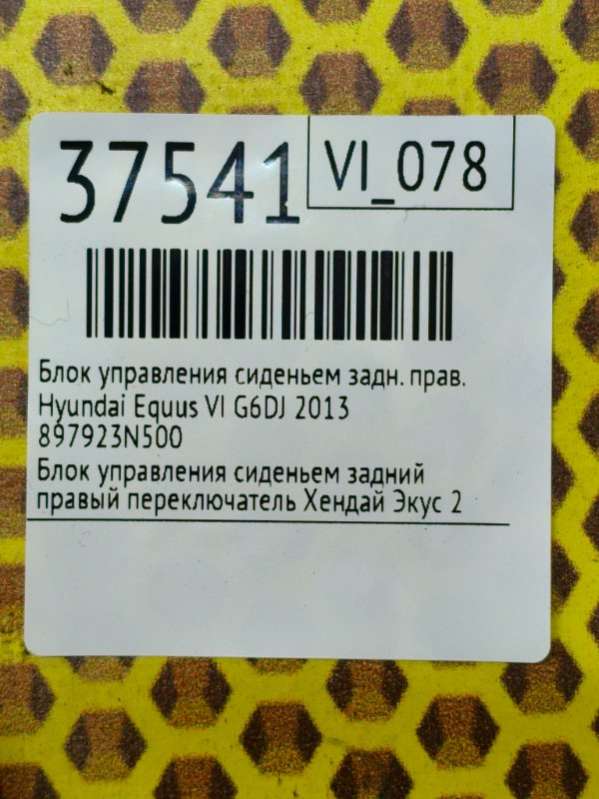 37541
VI_078
Блок управления сиденьем задн. прав.
Hyundai Equus VI G6DJ 2013
897923N500
Блок управления сиденьем задний
правый переключатель Хендай Экус 2